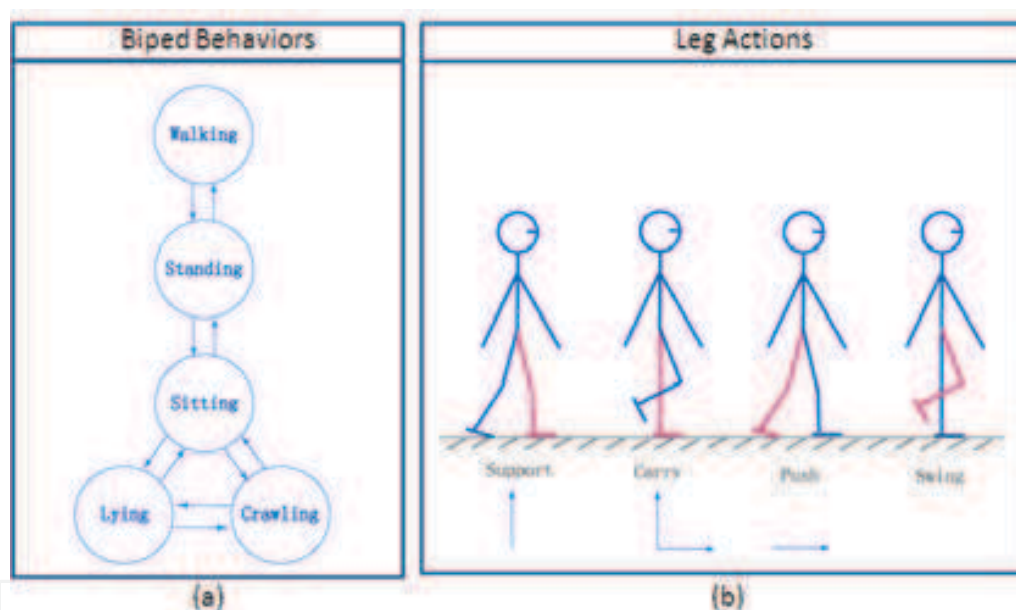 Biped Behaviors
Leg Actions
Walking
Standing
Sitting
Lying
Crawling
Support
Carry
Push
Swing
(a)
(b)